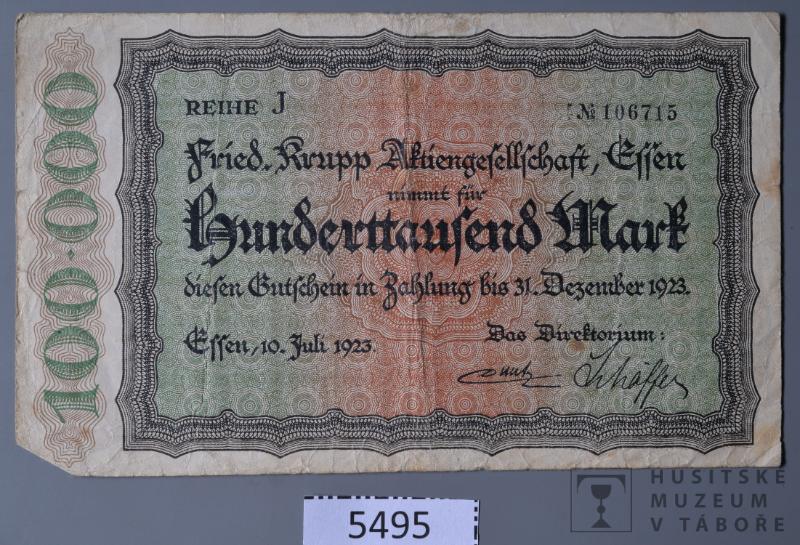 100.000
REIHE J
№ 106715
Fried. Krupp Aktiengesellschaft, Essen
nimmt für
Hunderttausend Mark
diesen Gutschein in Zahlung bis 31. Dezember 1923.
Essen, 10. Juli 1923.
Das Direktorium:
Schäffer
5495
HUSITSKÉ
MUZEUM
V TÁBOŘE